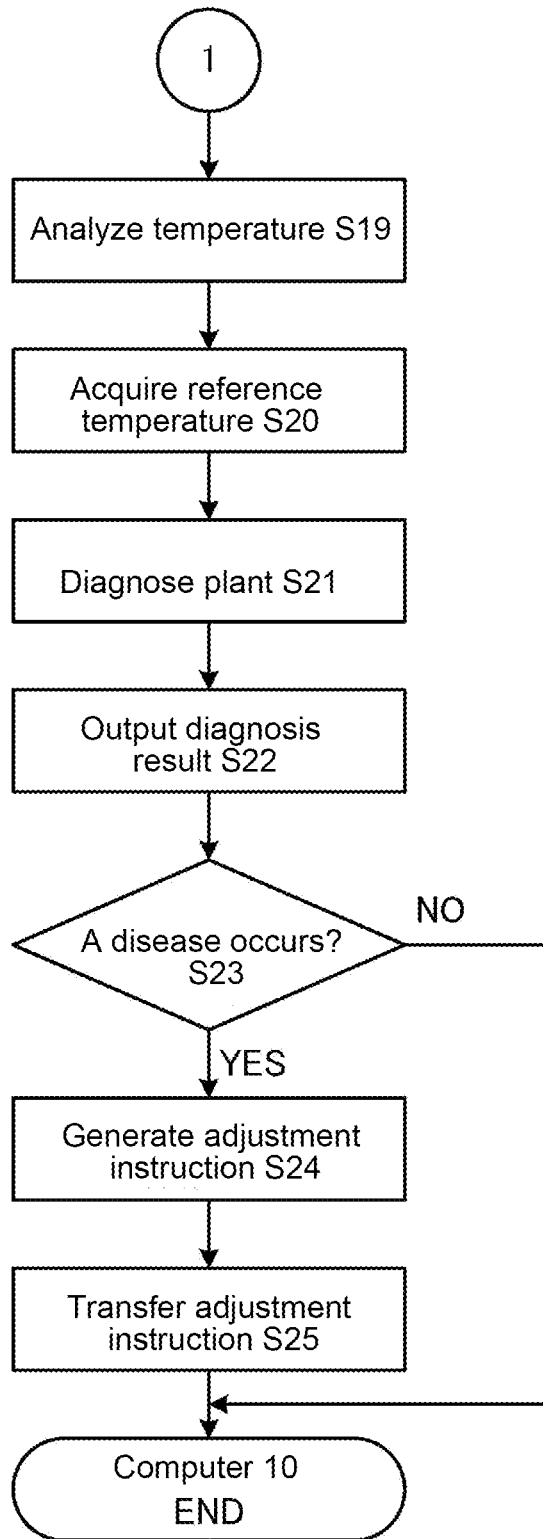 1
Analyze temperature S19
Acquire reference
temperature S20
Diagnose plant S21
Output diagnosis
result S22
A disease occurs?
S23
NO
YES
Generate adjustment
instruction S24
Transfer adjustment
instruction S25
Computer 10
END